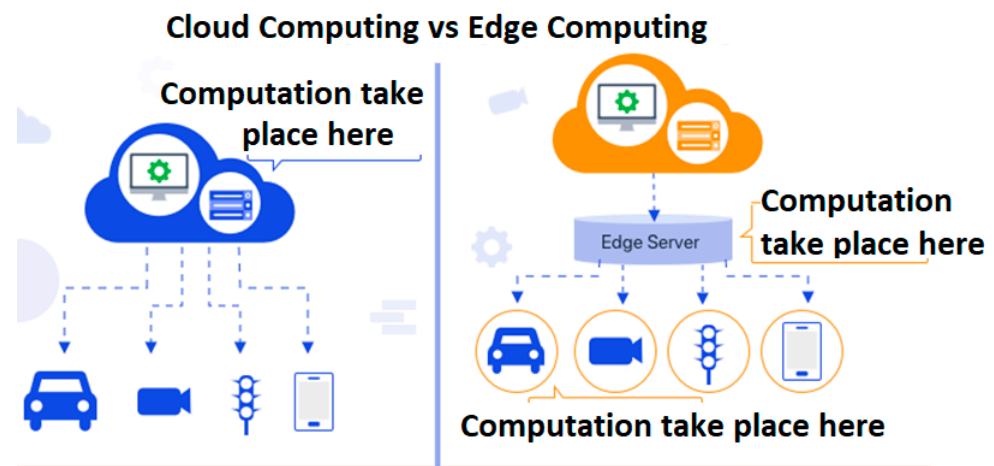 Cloud Computing vs Edge Computing
Computation take
place here
Computation
take place here
Edge Server
Computation take place here